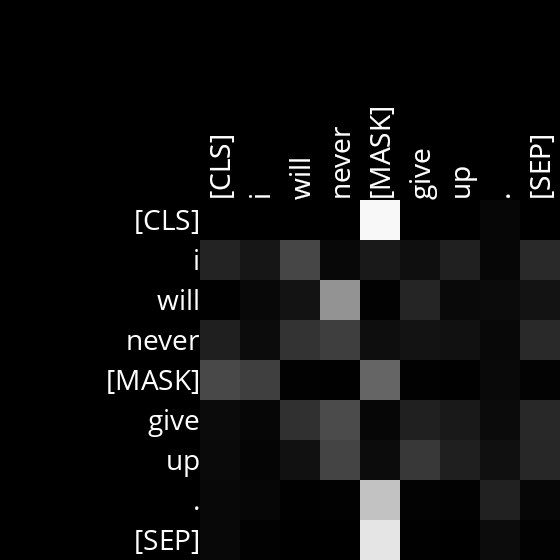 [CLS] i will never [MASK] give up . [SEP]
[CLS]
i
will
never
[MASK]
give
up
.
[SEP]